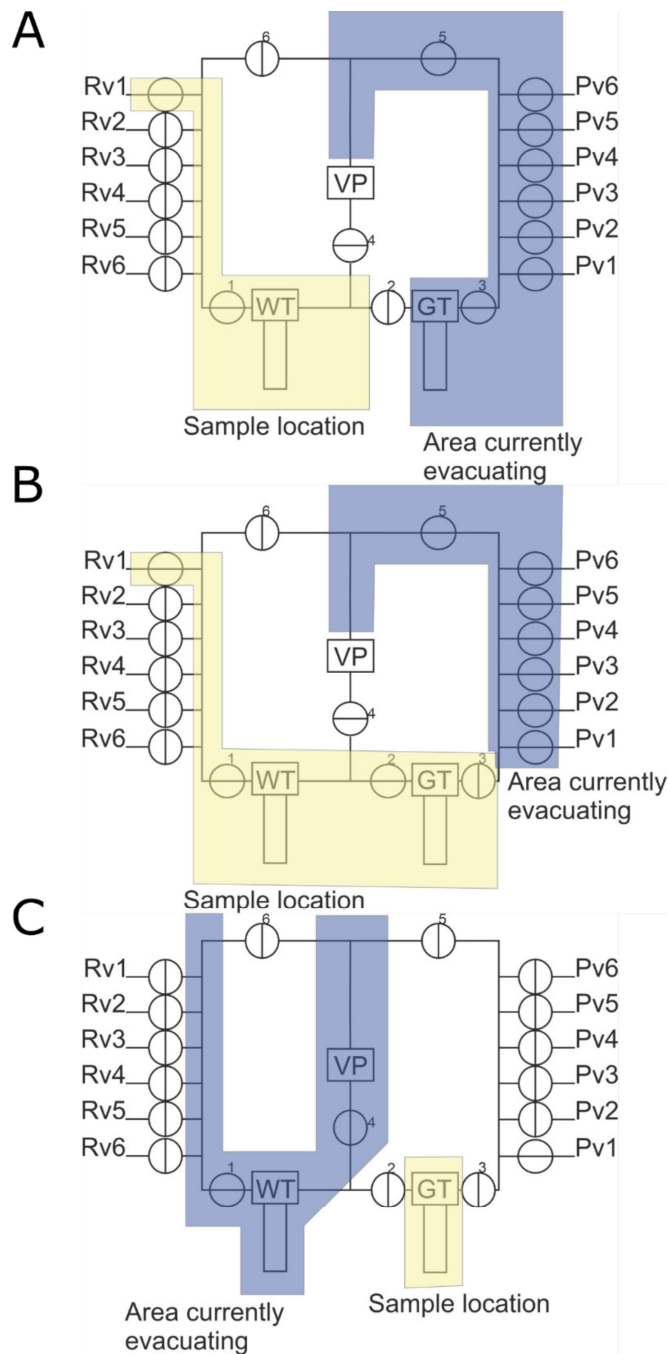 A
6
5
Rv1
Pv6
Rv2
Pv5
Rv3
Pv4
Rv4
VP
Pv3
Rv5
4
Pv2
Rv6
Pv1
1
WT
2
GT
3
Sample location
Area currently
evacuating
B
6
5
Rv1
Pv6
Rv2
Pv5
Rv3
Pv4
Rv4
VP
Pv3
Rv5
4
Pv2
Rv6
Pv1
1
WT
2
GT
3
Area currently
evacuating
Sample location
C
6
5
Rv1
Pv6
Rv2
Pv5
Rv3
Pv4
Rv4
VP
Pv3
Rv5
4
Pv2
Rv6
Pv1
1
WT
2
GT
3
Area currently
evacuating
Sample location